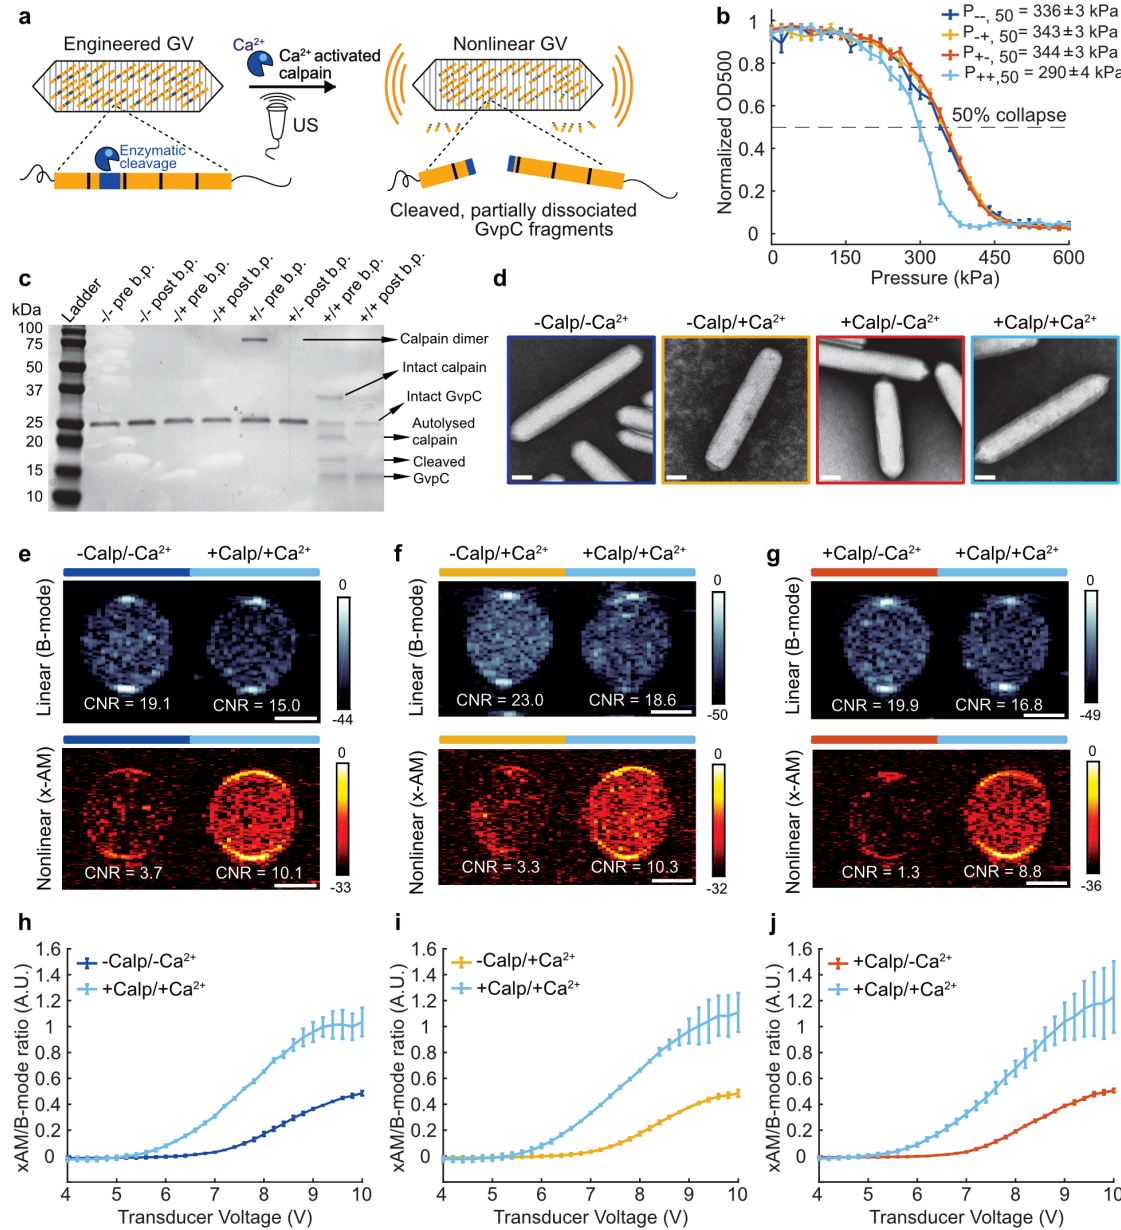 a
Engineered GV
Ca²⁺
Ca²⁺ activated
calpain
US
Nonlinear GV
Enzymatic
cleavage
Cleaved, partially dissociated
GvpC fragments
b
P--, 50 = 336±3 kPa
P-+, 50 = 343±3 kPa
P+-, 50 = 344±3 kPa
P++,50 = 290±4 kPa
50% collapse
Normalized OD500
1
0.8
0.6
0.4
0.2
0
0
150
300
450
600
Pressure (kPa)
c
kDa
Ladder
-/- pre b.p.
-/- post b.p.
-/+ pre b.p.
-/+ post b.p.
+/- pre b.p.
+/- post b.p.
+/+ pre b.p.
+/+ post b.p.
100
75
50
37
25
20
15
10
Calpain dimer
Intact calpain
Intact GvpC
Autolysed
calpain
Cleaved
GvpC
d
-Calp/-Ca²⁺
-Calp/+Ca²⁺
+Calp/-Ca²⁺
+Calp/+Ca²⁺
e
-Calp/-Ca²⁺
+Calp/+Ca²⁺
Linear (B-mode)
CNR = 19.1
CNR = 15.0
0
-44
Nonlinear (x-AM)
CNR = 3.7
CNR = 10.1
0
-33
f
-Calp/+Ca²⁺
+Calp/+Ca²⁺
Linear (B-mode)
CNR = 23.0
CNR = 18.6
0
-50
Nonlinear (x-AM)
CNR = 3.3
CNR = 10.3
0
-32
g
+Calp/-Ca²⁺
+Calp/+Ca²⁺
Linear (B-mode)
CNR = 19.9
CNR = 16.8
0
-49
Nonlinear (x-AM)
CNR = 1.3
CNR = 8.8
0
-36
h
-Calp/-Ca²⁺
+Calp/+Ca²⁺
xAM/B-mode ratio (A.U.)
1.6
1.4
1.2
1
0.8
0.6
0.4
0.2
0
4
5
6
7
8
9
10
Transducer Voltage (V)
i
-Calp/+Ca²⁺
+Calp/+Ca²⁺
xAM/B-mode ratio (A.U.)
1.6
1.4
1.2
1
0.8
0.6
0.4
0.2
0
4
5
6
7
8
9
10
Transducer Voltage (V)
j
+Calp/-Ca²⁺
+Calp/+Ca²⁺
xAM/B-mode ratio (A.U.)
1.6
1.4
1.2
1
0.8
0.6
0.4
0.2
0
4
5
6
7
8
9
10
Transducer Voltage (V)